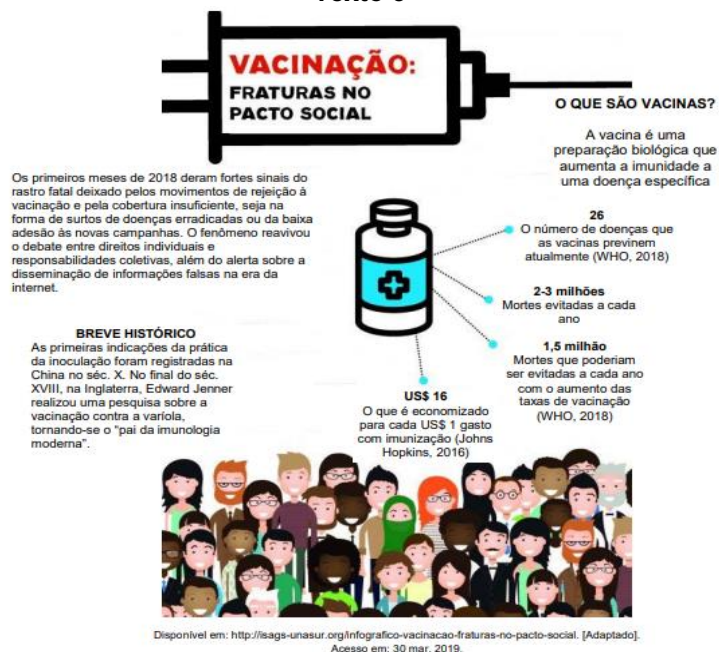 VACINAÇÃO:
FRATURAS NO
PACTO SOCIAL
O QUE SÃO VACINAS?
A vacina é uma
preparação biológica que
aumenta a imunidade a
uma doença específica
Os primeiros meses de 2018 deram fortes sinais do
rastro fatal deixado pelos movimentos de rejeição à
vacinação e pela cobertura insuficiente, seja na
forma de surtos de doenças erradicadas ou da baixa
adesão às novas campanhas. O fenômeno reavivou
o debate entre direitos individuais e
responsabilidades coletivas, além do alerta sobre a
disseminação de informações falsas na era da
internet.
26
O número de doenças que
as vacinas previnem
atualmente (WHO, 2018)
2-3 milhões
Mortes evitadas a cada
ano
1,5 milhão
Mortes que poderiam
ser evitadas a cada ano
com o aumento das
taxas de vacinação
(WHO, 2018)
BREVE HISTÓRICO
As primeiras indicações da prática
da inoculação foram registradas na
China no séc. X. No final do séc.
XVIII, na Inglaterra, Edward Jenner
realizou uma pesquisa sobre a
vacinação contra a varíola,
tornando-se o “pai da imunologia
moderna”.
US$ 16
O que é economizado
para cada US$ 1 gasto
com imunização (Johns
Hopkins, 2016)
Disponível em: http://isags-unasur.org/infografico-vacinacao-fraturas-no-pacto-social. [Adaptado].
Acesso em: 30 mar. 2019.